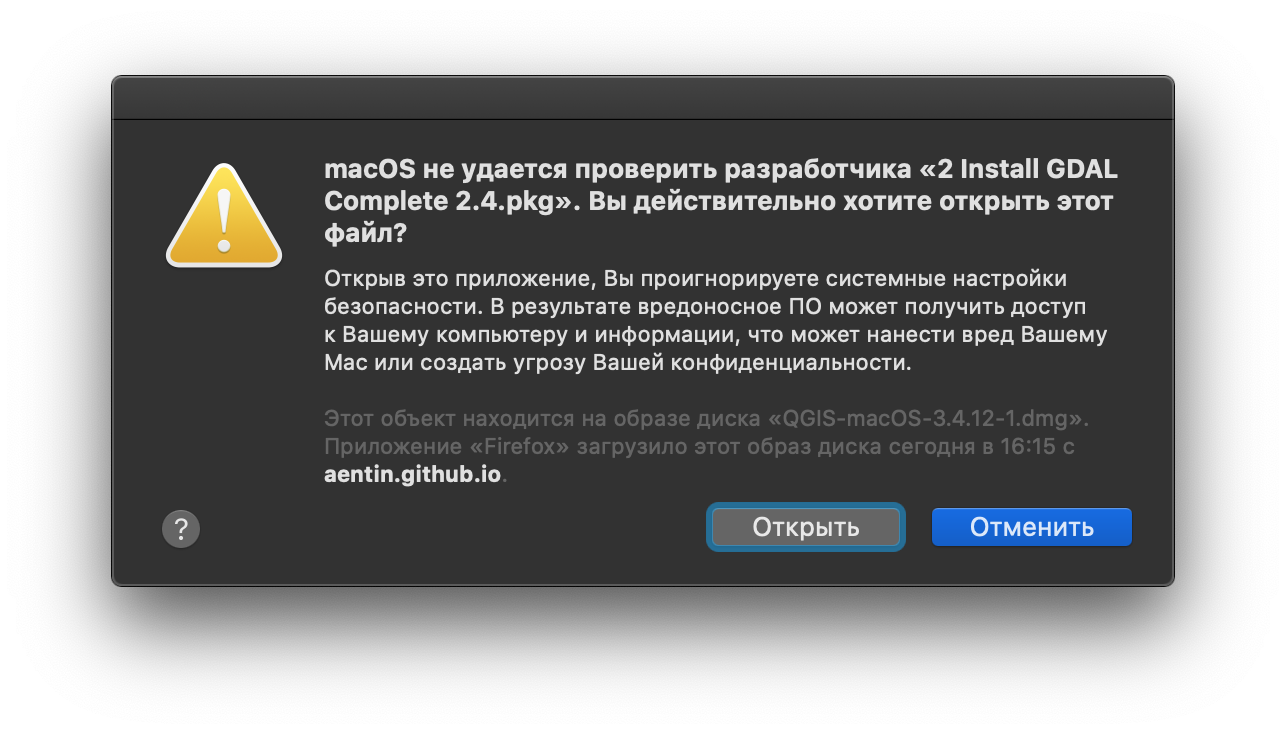 macOS не удается проверить разработчика «2 Install GDAL
Complete 2.4.pkg». Вы действительно хотите открыть этот
файл?
Открыв это приложение, Вы проигнорируете системные настройки
безопасности. В результате вредоносное ПО может получить доступ
к Вашему компьютеру и информации, что может нанести вред Вашему
Mac или создать угрозу Вашей конфиденциальности.
Этот объект находится на образе диска «QGIS-macOS-3.4.12-1.dmg».
Приложение «Firefox» загрузило этот образ диска сегодня в 16:15 с
aentin.github.io.
?
Открыть
Отменить